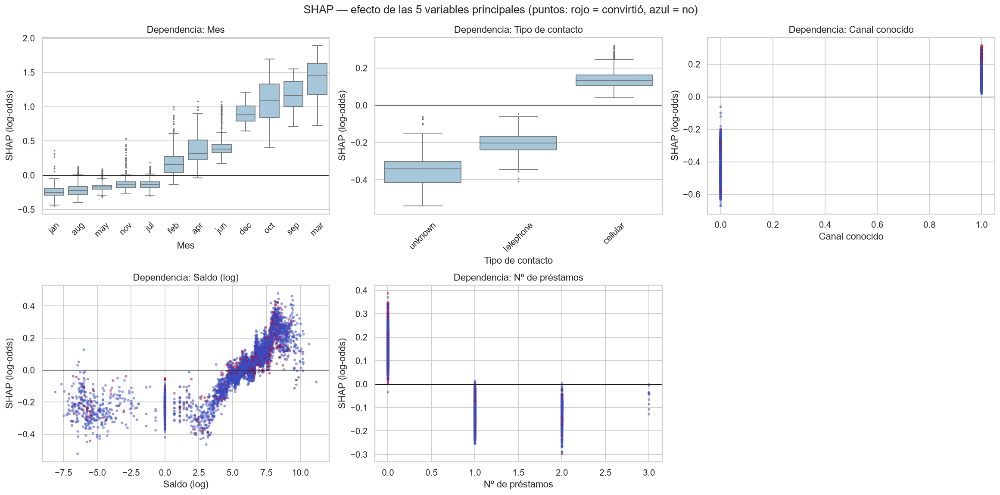 SHAP — efecto de las 5 variables principales (puntos: rojo = convirtió, azul = no)
Dependencia: Mes
2.0
1.5
1.0
0.5
0.0
−0.5
SHAP (log-odds)
jan
aug
may
nov
jul
feb
apr
jun
dec
oct
sep
mar
Mes
Dependencia: Tipo de contacto
0.2
0.0
−0.2
−0.4
SHAP (log-odds)
unknown
telephone
cellular
Tipo de contacto
Dependencia: Canal conocido
0.2
0.0
−0.2
−0.4
−0.6
SHAP (log-odds)
0.0 0.2 0.4 0.6 0.8 1.0
Canal conocido
Dependencia: Saldo (log)
0.4
0.2
0.0
−0.2
−0.4
SHAP (log-odds)
−7.5 −5.0 −2.5 0.0 2.5 5.0 7.5 10.0
Saldo (log)
Dependencia: Nº de préstamos
0.4
0.3
0.2
0.1
0.0
−0.1
−0.2
−0.3
SHAP (log-odds)
0.0 0.5 1.0 1.5 2.0 2.5 3.0
Nº de préstamos